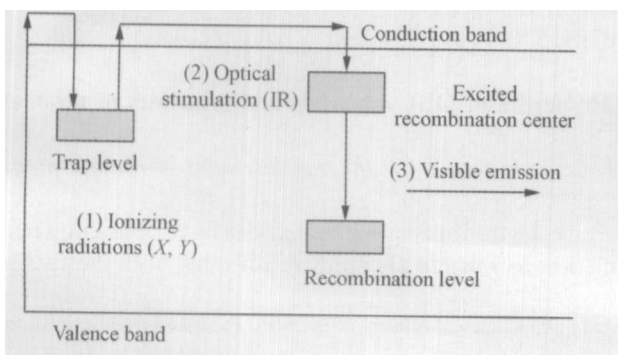 Conduction band
(2) Optical
stimulation (IR)
Excited
recombination center
Trap level
(3) Visible emission
(1) Ionizing
radiations (X, Y)
Recombination level
Valence band